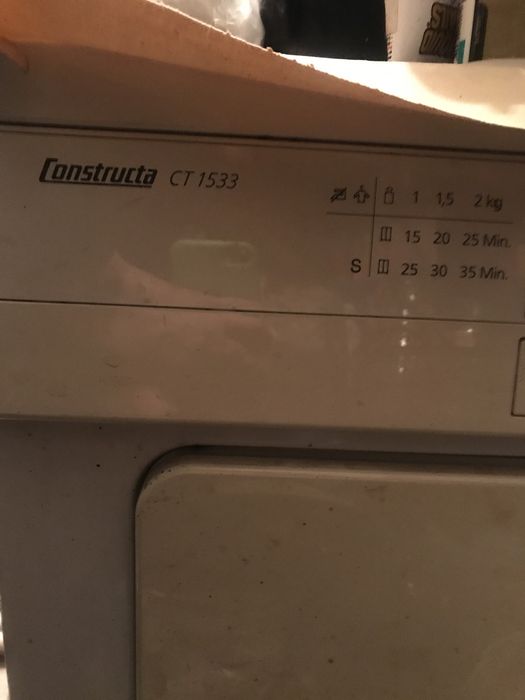 Constructa CT 1533
1 1,5 2 kg
15 20 25 Min.
S 25 30 35 Min.